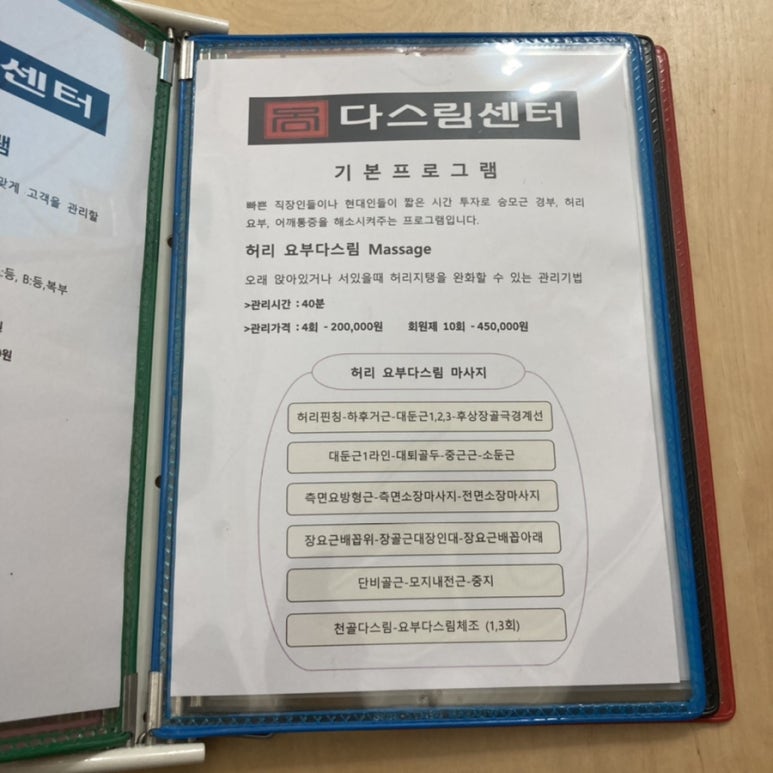 센터
맞게 고객을 관리할
등, B:등,복부
다스림센터
기본프로그램
빠쁜 직장인들이나 현대인들이 짧은 시간 투자로 승모근 경부, 허리
요부, 어깨통증을 해소시켜주는 프로그램입니다.
허리 요부다스림 Massage
오래 앉아있거나 서있을때 허리지탱을 완화할 수 있는 관리기법
>관리시간 : 40분
>관리가격 : 4회 - 200,000원 회원제 10회 - 450,000원
허리 요부다스림 마사지
허리핀칭-하후거근-대둔근1,2,3-후상장골극경계선
대둔근1라인-대퇴골두-중근근-소둔근
측면요방형근-측면소장마사지-전면소장마사지
장요근배꼽위-장골근대장인대-장요근배꼽아래
단비골근-모지내전근-중지
천골다스림-요부다스림체조 (1,3회)